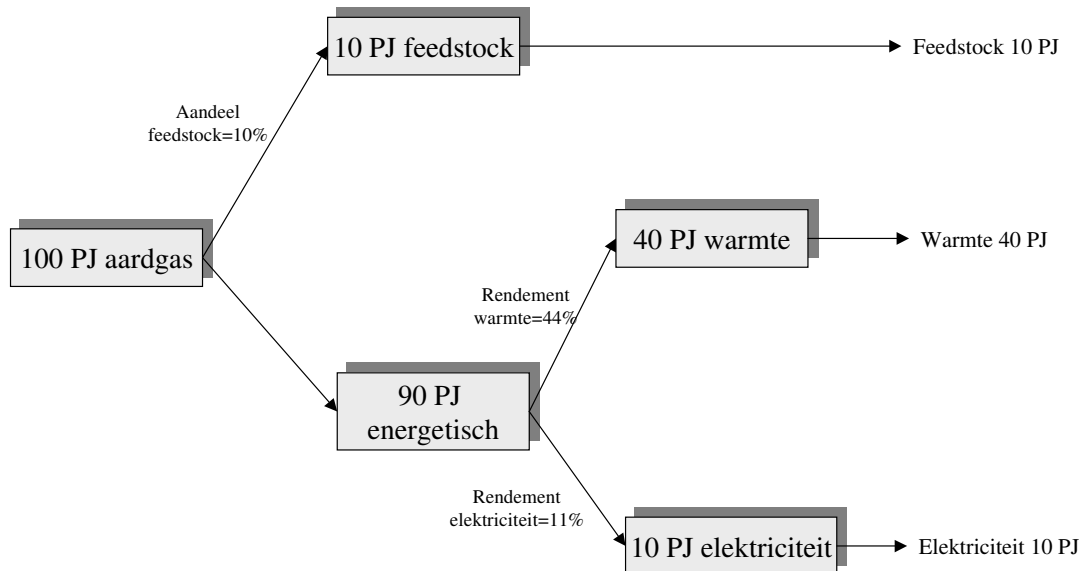 10 PJ feedstock
Feedstock 10 PJ
Aandeel
feedstock=10%
100 PJ aardgas
40 PJ warmte
Warmte 40 PJ
Rendement
warmte=44%
90 PJ
energetisch
Rendement
elektriciteit=11%
10 PJ elektriciteit
Elektriciteit 10 PJ